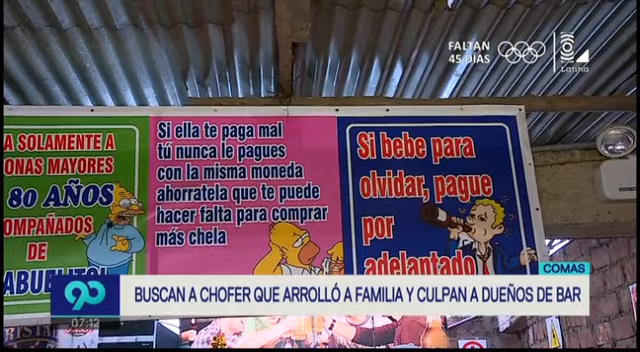 FALTAN
45 DÍAS
Latina
A SOLAMENTE A
ONAS MAYORES
80 AÑOS
OMPAÑADOS
DE
ABUELITO!
Si ella te paga mal
tú nunca le pagues
con la misma moneda
ahorratela que te puede
hacer falta para comprar
más chela
Si bebe para
olvidar, pague
por
adelantado
COMAS
90
BUSCAN A CHOFER QUE ARROLLÓ A FAMILIA Y CULPAN A DUEÑOS DE BAR
07:12